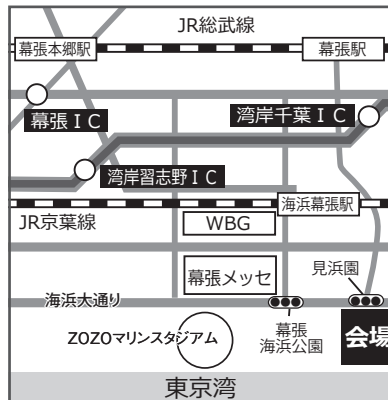 JR総武線
幕張本郷駅
幕張駅
幕張IC
湾岸千葉IC
湾岸習志野IC
海浜幕張駅
JR京葉線
WBG
幕張メッセ
見浜園
海浜大通り
ZOZOマリンスタジアム
幕張
海浜公園
会場
東京湾